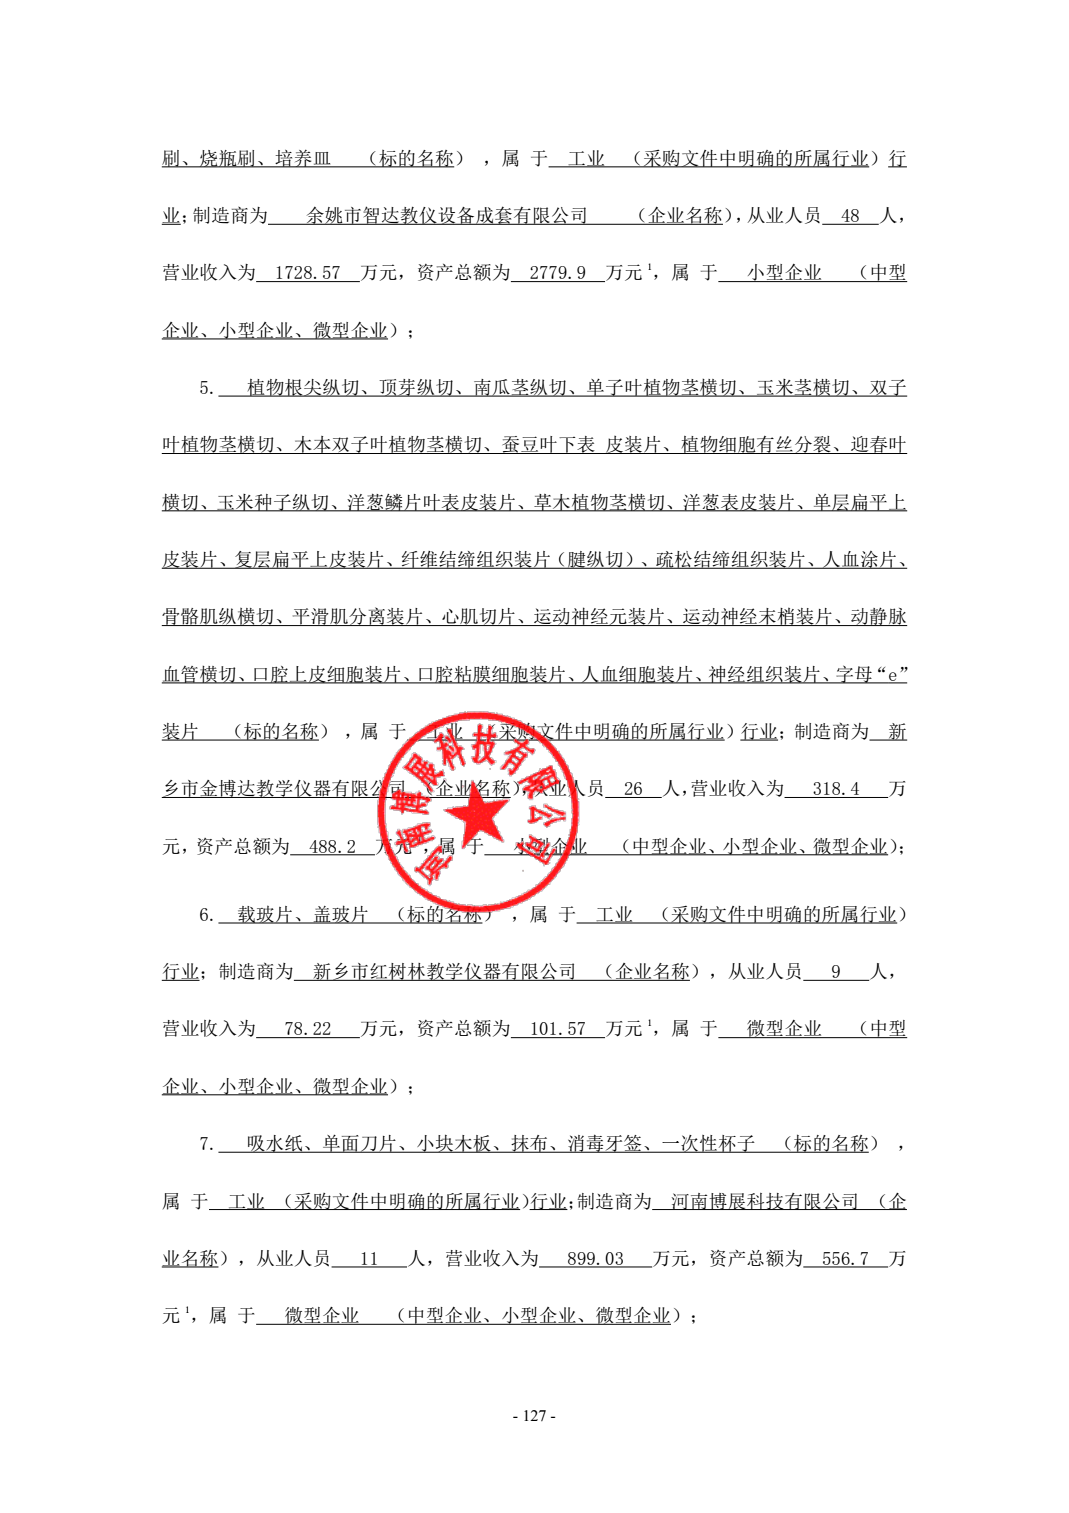 刷、烧瓶刷、培养皿 （标的名称） ，属 于 工业 （采购文件中明确的所属行业）行
业；制造商为 余姚市智达教仪设备成套有限公司 （企业名称），从业人员 48 人，
营业收入为 1728.57 万元，资产总额为 2779.9 万元¹，属 于 小型企业 （中型
企业、小型企业、微型企业）；
5. 植物根尖纵切、顶芽纵切、南瓜茎纵切、单子叶植物茎横切、玉米茎横切、双子
叶植物茎横切、木本双子叶植物茎横切、蚕豆叶下表 皮装片、植物细胞有丝分裂、迎春叶
横切、玉米种子纵切、洋葱鳞片叶表皮装片、草木植物茎横切、洋葱表皮装片、单层扁平上
皮装片、复层扁平上皮装片、纤维结缔组织装片（腱纵切）、疏松结缔组织装片、人血涂片、
骨骼肌纵横切、平滑肌分离装片、心肌切片、运动神经元装片、运动神经末梢装片、动静脉
血管横切、口腔上皮细胞装片、口腔粘膜细胞装片、人血细胞装片、神经组织装片、字母“e”
装片 （标的名称） ，属 于 工业 （采购文件中明确的所属行业）行业；制造商为 新
乡市金博达教学仪器有限公司 （企业名称），从业人员 26 人，营业收入为 318.4 万
元，资产总额为 488.2 万元¹，属 于 小型企业 （中型企业、小型企业、微型企业）；
河南博展科技有限公司
6. 载玻片、盖玻片 （标的名称） ，属 于 工业 （采购文件中明确的所属行业）
行业；制造商为 新乡市红树林教学仪器有限公司 （企业名称），从业人员 9 人，
营业收入为 78.22 万元，资产总额为 101.57 万元¹，属 于 微型企业 （中型
企业、小型企业、微型企业）；
7. 吸水纸、单面刀片、小块木板、抹布、消毒牙签、一次性杯子 （标的名称） ，
属 于 工业 （采购文件中明确的所属行业）行业；制造商为 河南博展科技有限公司 （企
业名称），从业人员 11 人，营业收入为 899.03 万元，资产总额为 556.7 万
元¹，属 于 微型企业 （中型企业、小型企业、微型企业）；
- 127 -